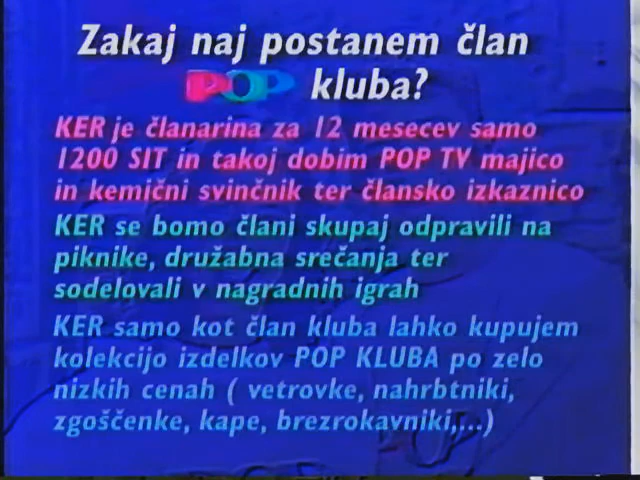 Zakaj naj postanem član
POP kluba?
KER je članarina za 12 mesecev samo
1200 SIT in takoj dobim POP TV majico
in kemični svinčnik ter člansko izkaznico
KER se bomo člani skupaj odpravili na
piknike, družabna srečanja ter
sodelovali v nagradnih igrah
KER samo kot član kluba lahko kupujem
kolekcijo izdelkov POP KLUBA po zelo
nizkih cenah ( vetrovke, nahrbtniki,
zgoščenke, kape, brezrokavniki,...)